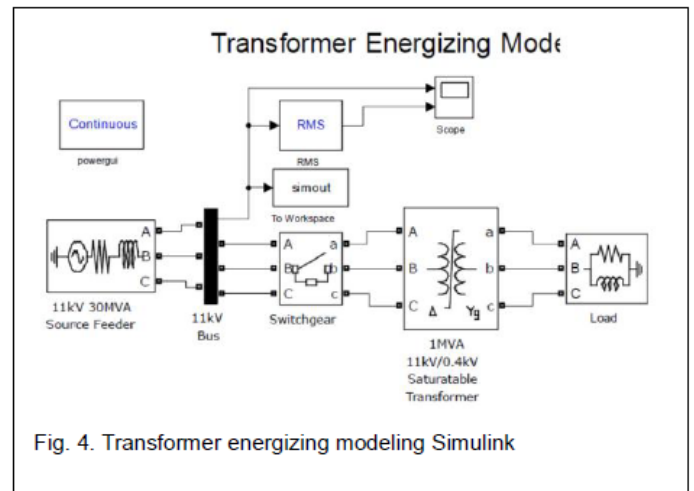 Transformer Energizing Mode
Continuous
powergui
RMS
RMS
Scope
simout
To Workspace
A
B
C
11kV 30MVA
Source Feeder
11kV
Bus
A
B
C
a
b
c
Switchgear
A
B
C
Δ
Yg
a
b
c
1MVA
11kV/0.4kV
Saturatable
Transformer
A
B
C
Load
Fig. 4. Transformer energizing modeling Simulink